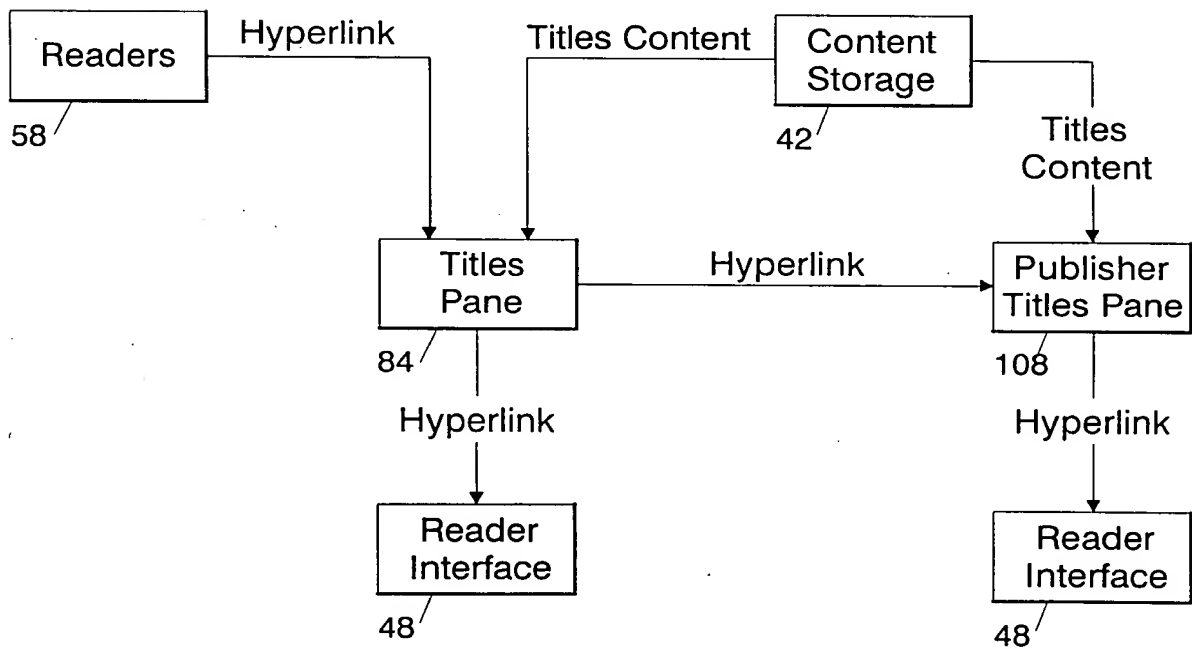 Readers
Hyperlink
Titles Content
Content
Storage
58
42
Titles
Content
Titles
Pane
Hyperlink
Publisher
Titles Pane
84
108
Hyperlink
Hyperlink
Reader
Interface
Reader
Interface
48
48